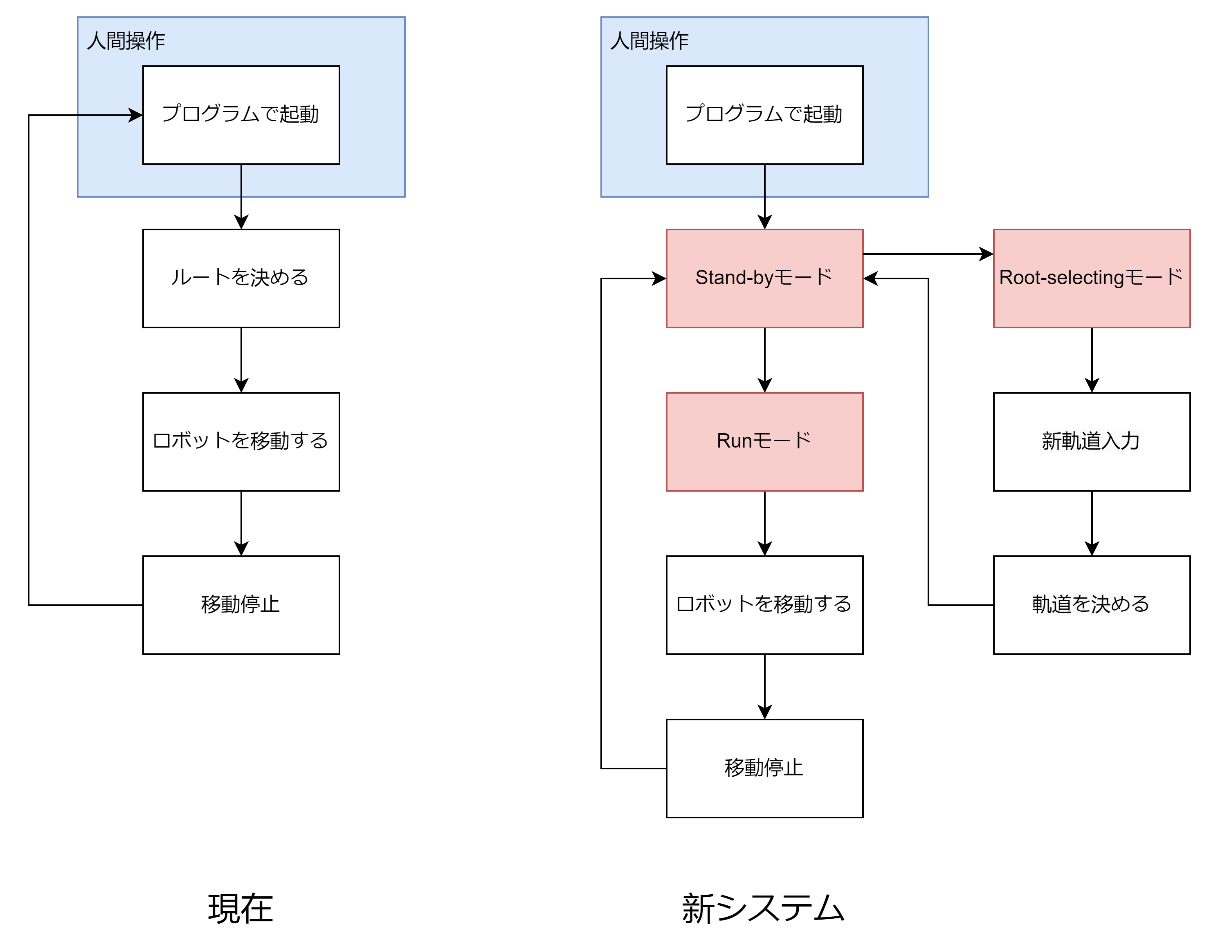 人間操作
プログラムで起動
ルートを決める
ロボットを移動する
移動停止
現在
人間操作
プログラムで起動
Stand-byモード
Root-selectingモード
Runモード
新軌道入力
ロボットを移動する
軌道を決める
移動停止
新システム